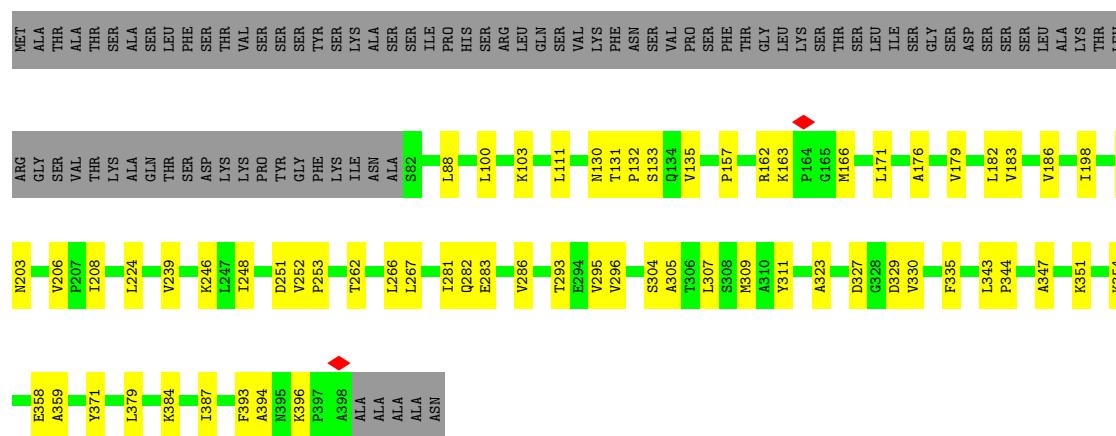 MET ALA THR ALA THR SER ALA SER LEU PHE SER THR VAL SER SER SER TYR SER LYS ALA SER SER ILE PRO HIS SER ARG LEU GLN SER VAL LYS PHE ASN SER VAL PRO SER PHE THR GLY LEU LYS SER THR SER LEU ILE SER GLY SER ASP SER SER SER LEU ALA LYS THR LEU
ARG GLY SER VAL THR LYS ALA GLN THR SER ASP LYS LYS PRO TYR GLY PHE LYS ILE ASN ALA S82 L88 L100 K103 L111 N130 T131 P132 S133 Q134 V135 P157 R162 K163 P164 G165 M166 L171 A176 V179 L182 V183 V186 I198
N203 V206 P207 I208 L224 V239 K246 L247 I248 D251 V252 P253 T262 L266 L267 I281 Q282 E283 V286 T293 E294 V295 V296 S304 A305 T306 L307 S308 M309 A310 Y311 A323 D327 G328 D329 V330 F335 L343 P344 A347 K351
E358 A359 Y371 L379 K384 I387 F393 A394 N395 K396 P397 A398 ALA ALA ALA ALA ASN